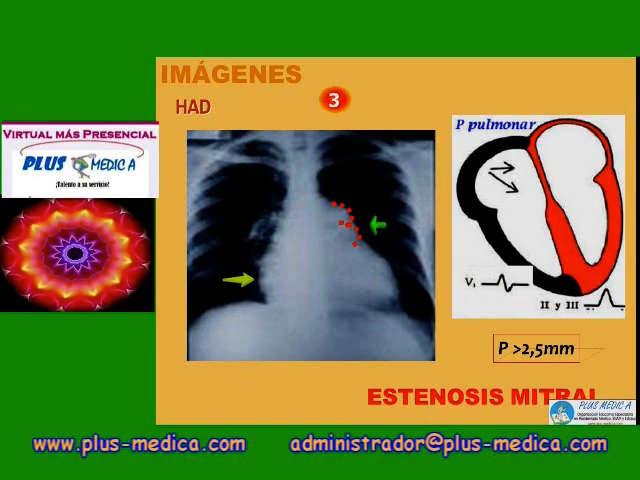 IMÁGENES
HAD
3
VIRTUAL MÁS PRESENCIAL
PLUS MEDICA
¡Talento a su servicio!
P pulmonar
V₁
II y III
P >2,5mm
ESTENOSIS MITRAL
PLUS MEDICA
www.plus-medica.com administrador@plus-medica.com